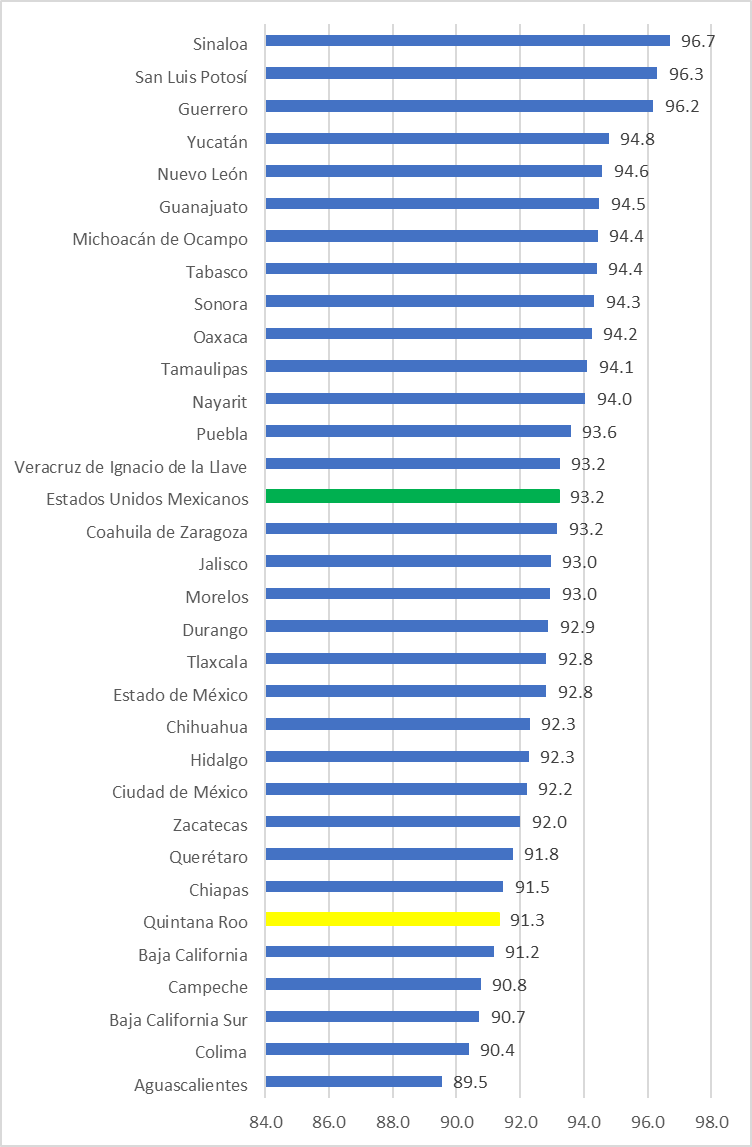 Sinaloa 96.7
San Luis Potosí 96.3
Guerrero 96.2
Yucatán 94.8
Nuevo León 94.6
Guanajuato 94.5
Michoacán de Ocampo 94.4
Tabasco 94.4
Sonora 94.3
Oaxaca 94.2
Tamaulipas 94.1
Nayarit 94.0
Puebla 93.6
Veracruz de Ignacio de la Llave 93.2
Estados Unidos Mexicanos 93.2
Coahuila de Zaragoza 93.2
Jalisco 93.0
Morelos 93.0
Durango 92.9
Tlaxcala 92.8
Estado de México 92.8
Chihuahua 92.3
Hidalgo 92.3
Ciudad de México 92.2
Zacatecas 92.0
Querétaro 91.8
Chiapas 91.5
Quintana Roo 91.3
Baja California 91.2
Campeche 90.8
Baja California Sur 90.7
Colima 90.4
Aguascalientes 89.5
84.0 86.0 88.0 90.0 92.0 94.0 96.0 98.0